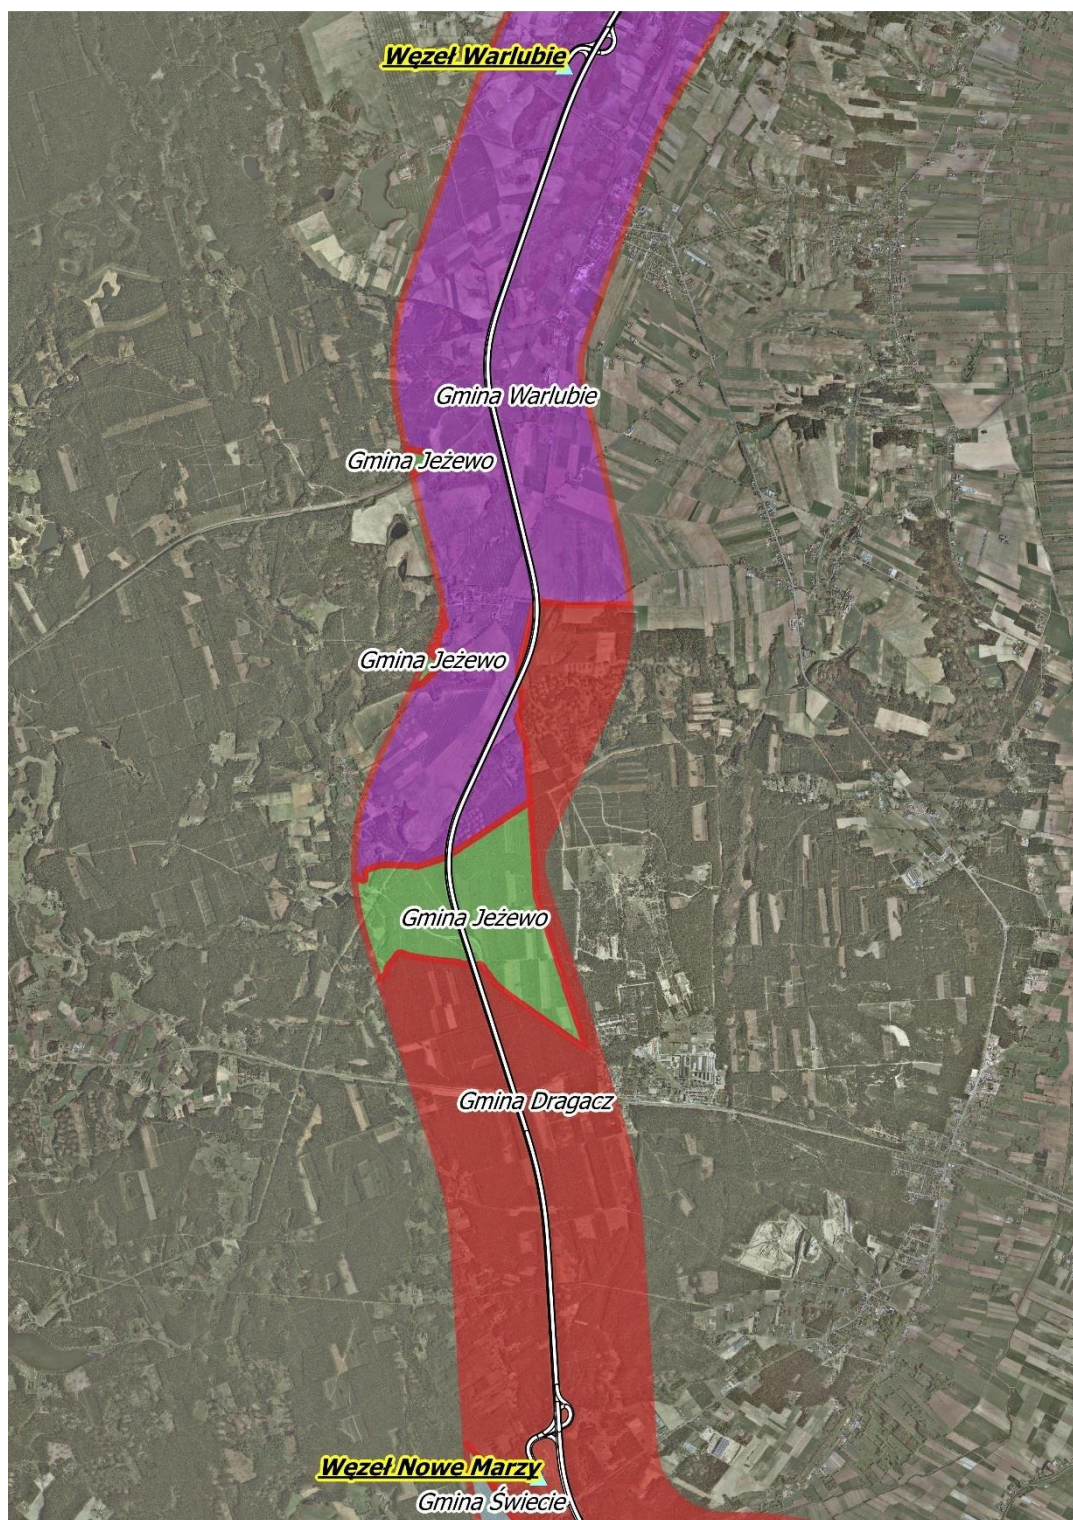 Węzeł Warlubie
Gmina Warlubie
Gmina Jeżewo
Gmina Jeżewo
Gmina Jeżewo
Gmina Dragacz
Węzeł Nowe Marzy
Gmina Świecie